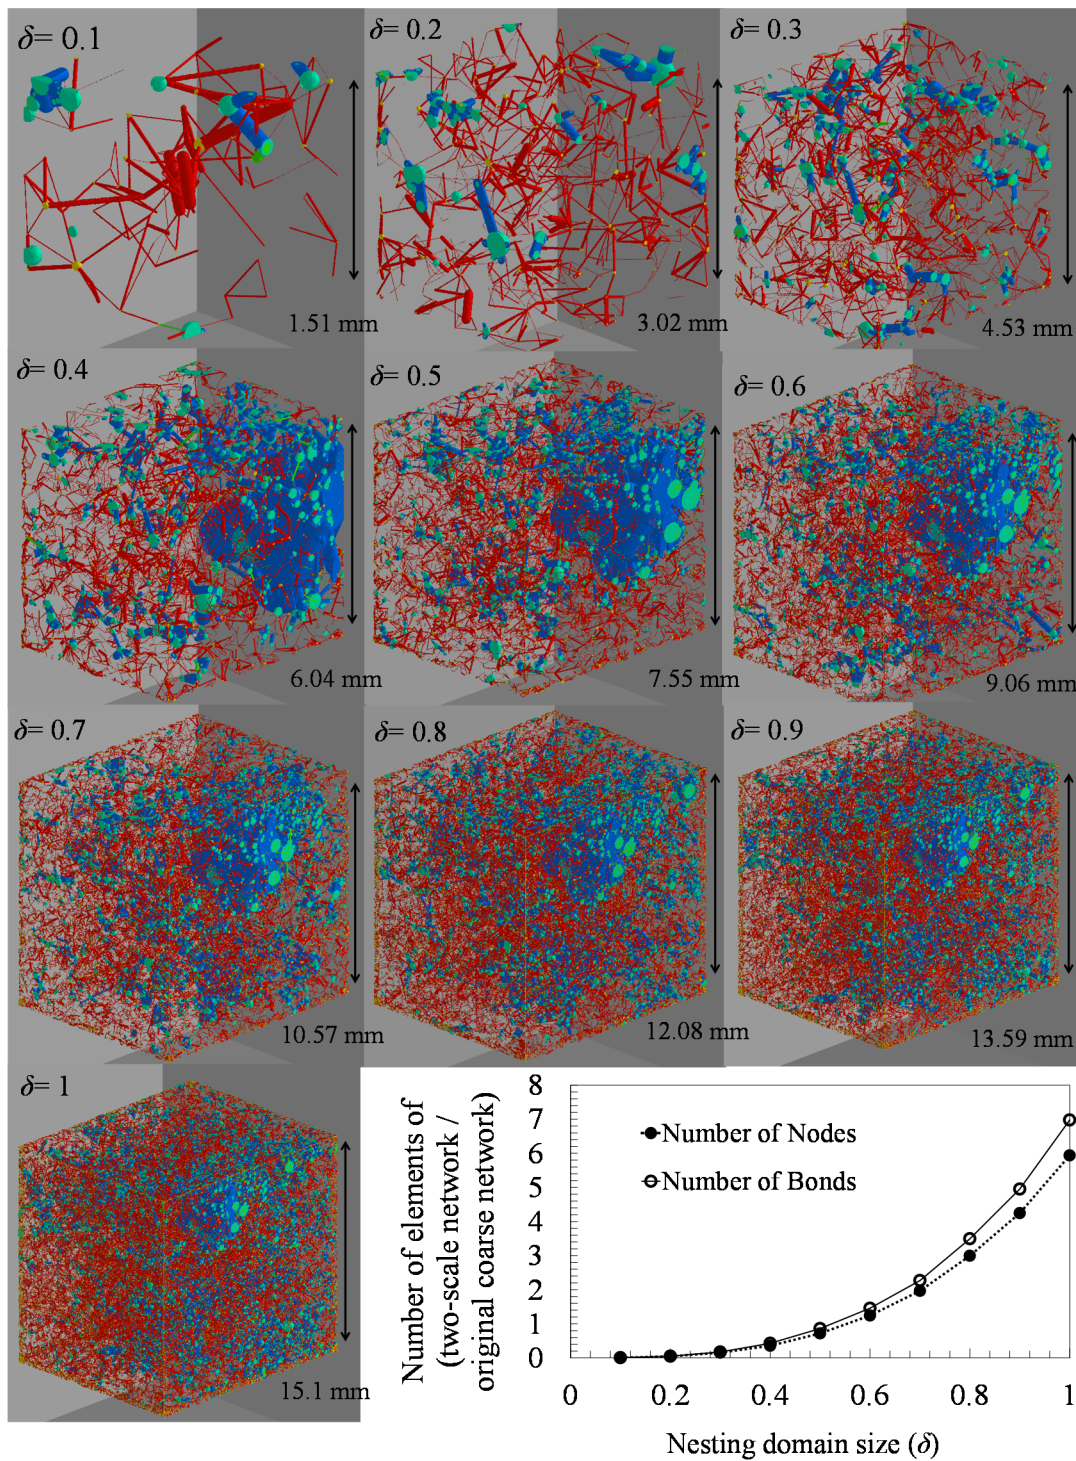 δ= 0.1
δ= 0.2
δ= 0.3
1.51 mm
3.02 mm
4.53 mm
δ= 0.4
δ= 0.5
δ= 0.6
6.04 mm
7.55 mm
9.06 mm
δ= 0.7
δ= 0.8
δ= 0.9
10.57 mm
12.08 mm
13.59 mm
δ= 1
15.1 mm
Number of elements of
(two-scale network /
original coarse network)
8
7
6
5
4
3
2
1
0
Number of Nodes
Number of Bonds
0 0.2 0.4 0.6 0.8 1
Nesting domain size (δ)